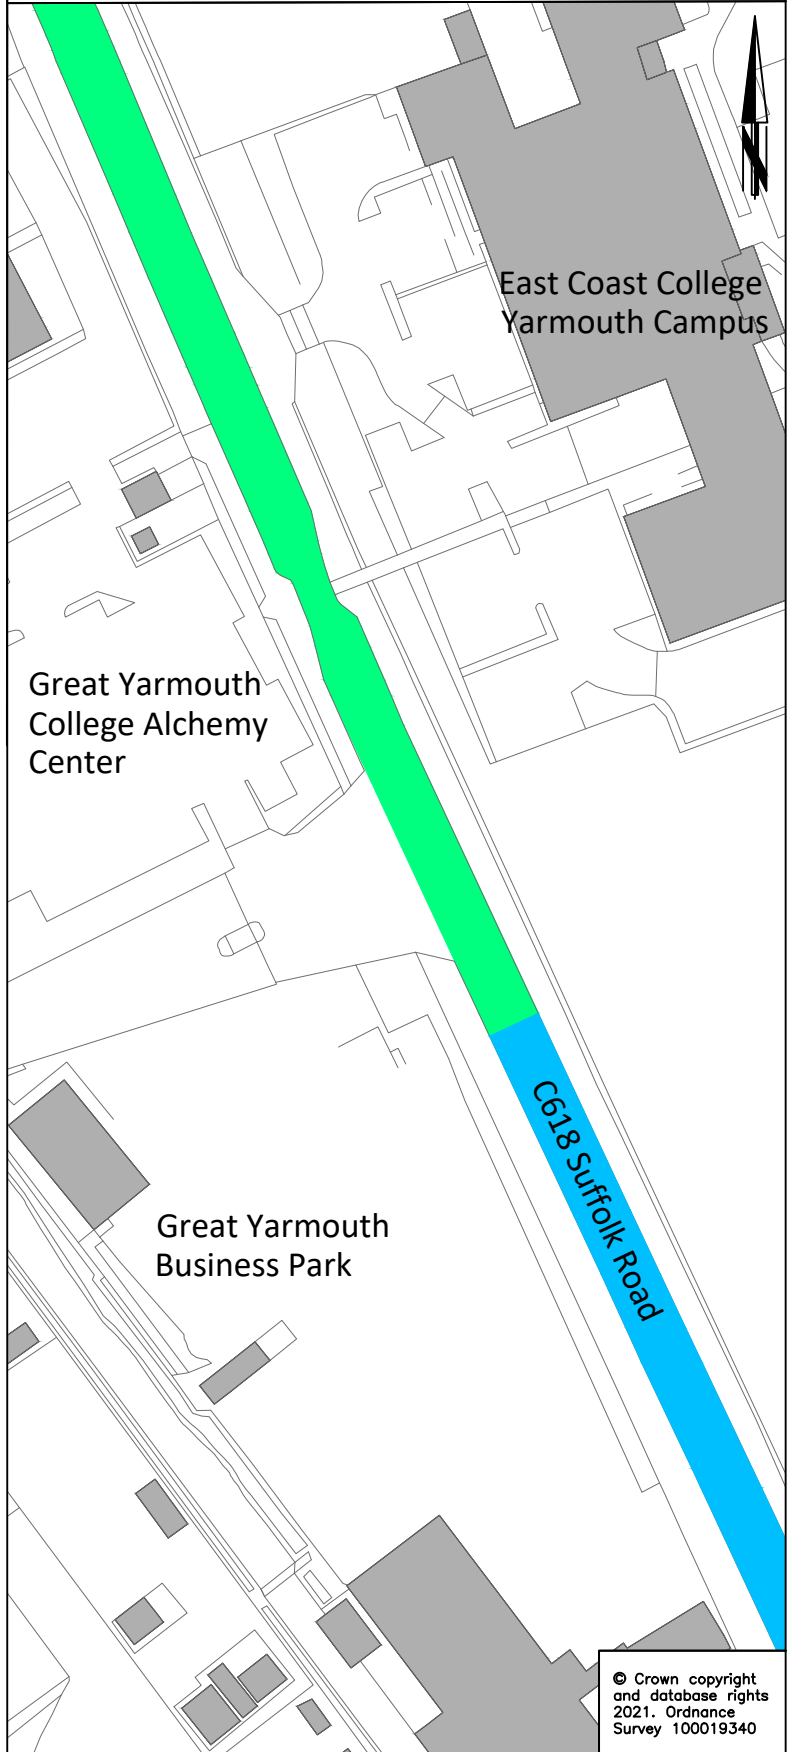 N
East Coast College
Yarmouth Campus
Great Yarmouth
College Alchemy
Center
C618 Suffolk Road
Great Yarmouth
Business Park
© Crown copyright
and database rights
2021. Ordnance
Survey 100019340